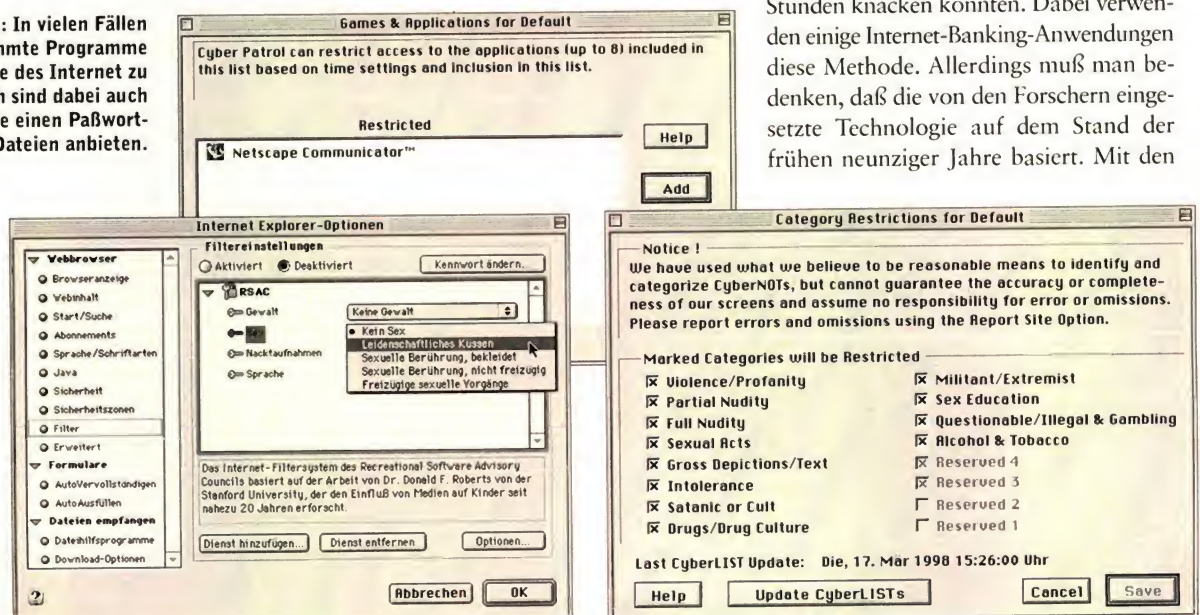 : In vielen Fällen
mmte Programme
e des Internet zu
h sind dabei auch
e einen Paßwort-
Dateien anbieten.
Games & Applications for Default
Cyber Patrol can restrict access to the applications (up to 8) included in
this list based on time settings and inclusion in this list.
Restricted
Netscape Communicator™
Help
Add
Stunden knacken konnten. Dabei verwen-
den einige Internet-Banking-Anwendungen
diese Methode. Allerdings muß man be-
denken, daß die von den Forschern einge-
setzte Technologie auf dem Stand der
frühen neunziger Jahre basiert. Mit den
Internet Explorer-Optionen
Webbrowser
Browseranzeige
Webinhalt
Start/Suche
Abonnements
Sprache/Schriftarten
Java
Sicherheit
Sicherheitszonen
Filter
Erweitert
Formulare
AutoVervollständigen
AutoAusfüllen
Dateien empfangen
Dateihilfsprogramme
Download-Optionen
Filtereinstellungen
Aktiviert
Deaktiviert
Kennwort ändern...
RSAC
Gewalt
Keine Gewalt
Sex
Nacktaufnahmen
Sprache
Kein Sex
Leidenschaftliches Küssen
Sexuelle Berührung, bekleidet
Sexuelle Berührung, nicht freizügig
Freizügige sexuelle Vorgänge
Das Internet-Filtersystem des Recreational Software Advisory
Councils basiert auf der Arbeit von Dr. Donald F. Roberts von der
Stanford University, der den Einfluß von Medien auf Kinder seit
nahezu 20 Jahren erforscht.
Dienst hinzufügen...
Dienst entfernen
Optionen...
Abbrechen
OK
Category Restrictions for Default
Notice !
We have used what we believe to be reasonable means to identify and
categorize CyberNOTs, but cannot guarantee the accuracy or complete-
ness of our screens and assume no responsibility for error or omissions.
Please report errors and omissions using the Report Site Option.
Marked Categories will be Restricted
Violence/Profanity
Partial Nudity
Full Nudity
Sexual Acts
Gross Depictions/Text
Intolerance
Satanic or Cult
Drugs/Drug Culture
Militant/Extremist
Sex Education
Questionable/Illegal & Gambling
Alcohol & Tobacco
Reserved 4
Reserved 3
Reserved 2
Reserved 1
Last CyberLIST Update: Die, 17. Mär 1998 15:26:00 Uhr
Help
Update CyberLISTs
Cancel
Save